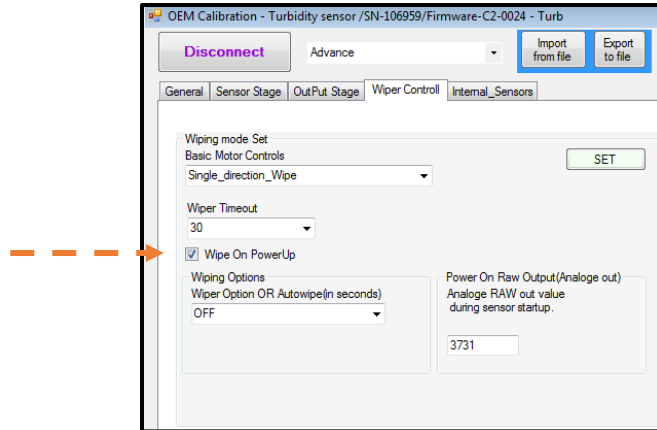 OEM Calibration - Turbidity sensor /SN-106959/Firmware-C2-0024 - Turb
Disconnect
Advance
Import
from file
Export
to file
General
Sensor Stage
OutPut Stage
Wiper Controll
Internal_Sensors
Wiping mode Set
Basic Motor Controls
Single_direction_Wipe
SET
Wiper Timeout
30
Wipe On PowerUp
Wiping Options
Wiper Option OR Autowipe(in seconds)
OFF
Power On Raw Output(Analoge out)
Analoge RAW out value
during sensor startup.
3731